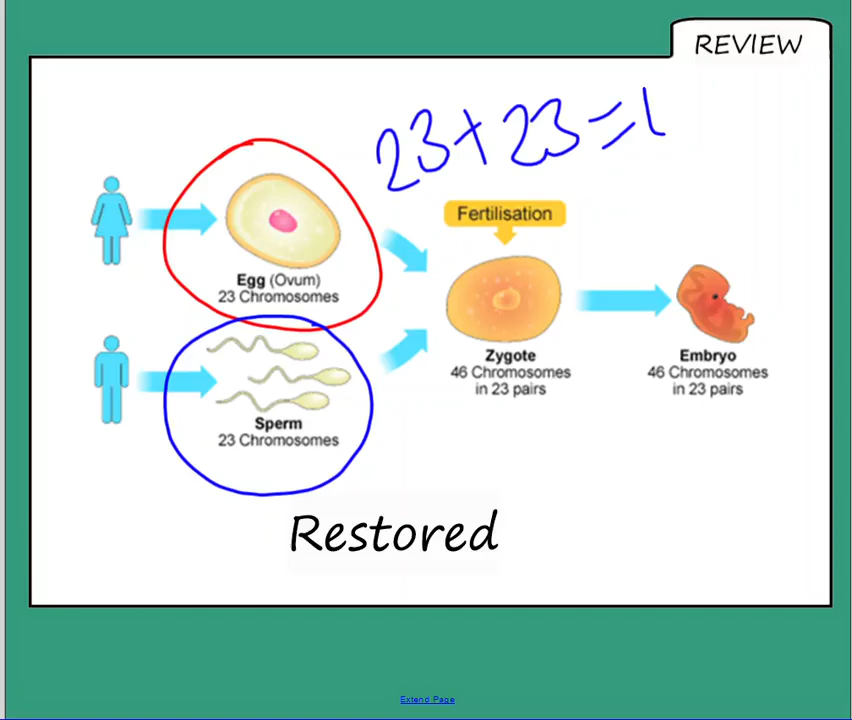 REVIEW
23+23=
Fertilisation
Egg (Ovum)
23 Chromosomes
Zygote
46 Chromosomes
in 23 pairs
Embryo
46 Chromosomes
in 23 pairs
Sperm
23 Chromosomes
Restored
Extend Page